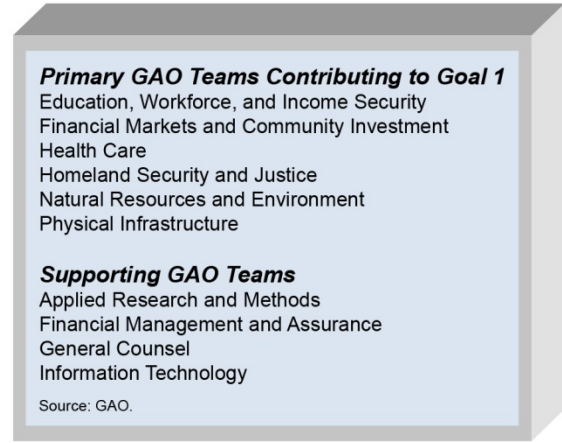 Primary GAO Teams Contributing to Goal 1
Education, Workforce, and Income Security
Financial Markets and Community Investment
Health Care
Homeland Security and Justice
Natural Resources and Environment
Physical Infrastructure
Supporting GAO Teams
Applied Research and Methods
Financial Management and Assurance
General Counsel
Information Technology
Source: GAO.